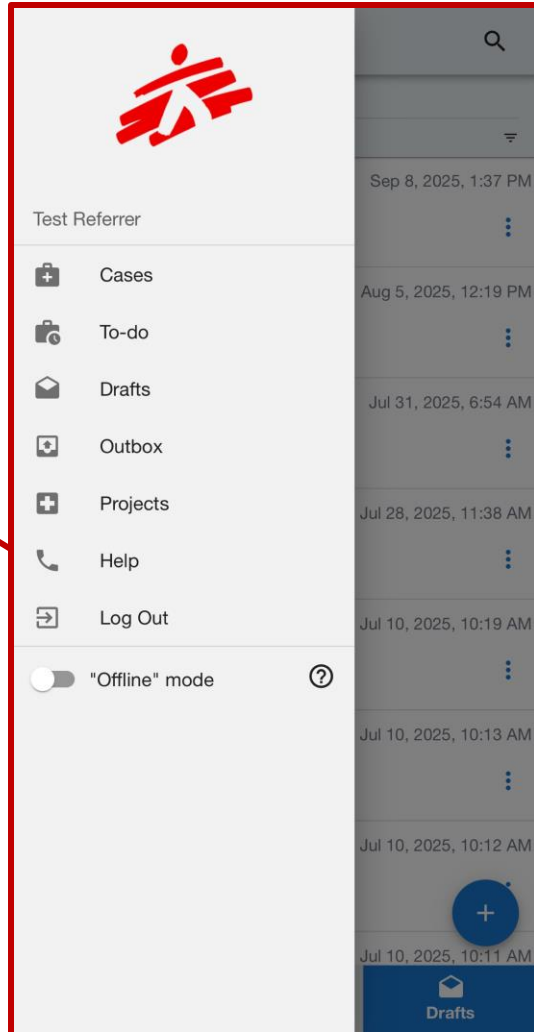 Test Referrer
Cases
To-do
Drafts
Outbox
Projects
Help
Log Out
"Offline" mode
Sep 8, 2025, 1:37 PM
Aug 5, 2025, 12:19 PM
Jul 31, 2025, 6:54 AM
Jul 28, 2025, 11:38 AM
Jul 10, 2025, 10:19 AM
Jul 10, 2025, 10:13 AM
Jul 10, 2025, 10:12 AM
Jul 10, 2025, 10:11 AM
Drafts